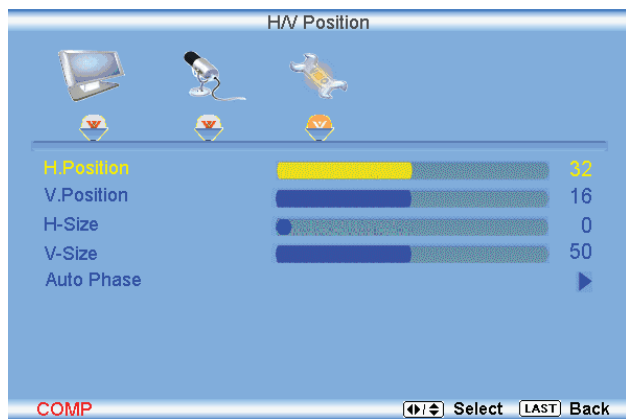 H/V Position
H.Position 32
V.Position 16
H-Size 0
V-Size 50
Auto Phase
COMP Select LAST Back